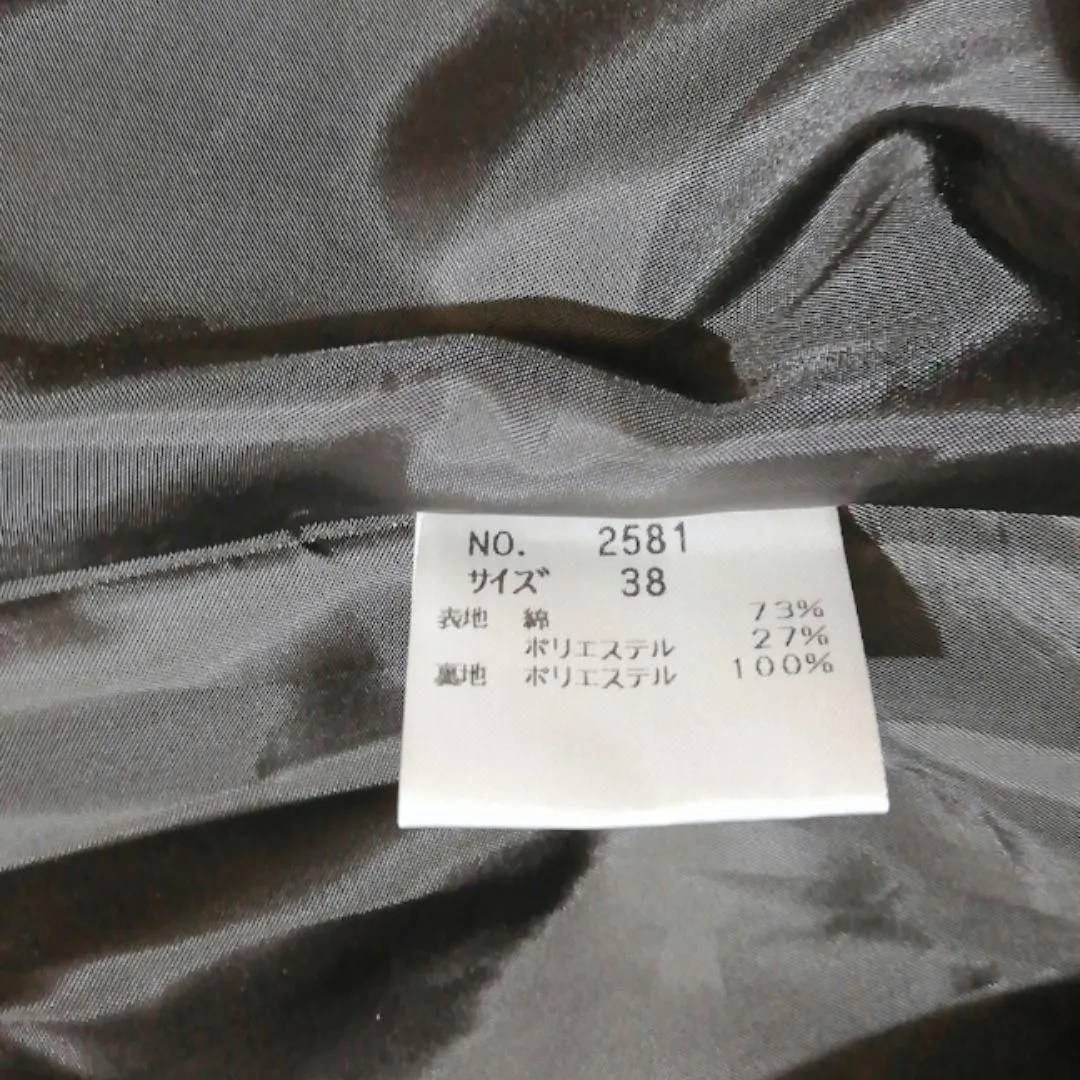 NO. 2581
サイズ 38
表地 綿 73%
ポリエステル 27%
裏地 ポリエステル 100%